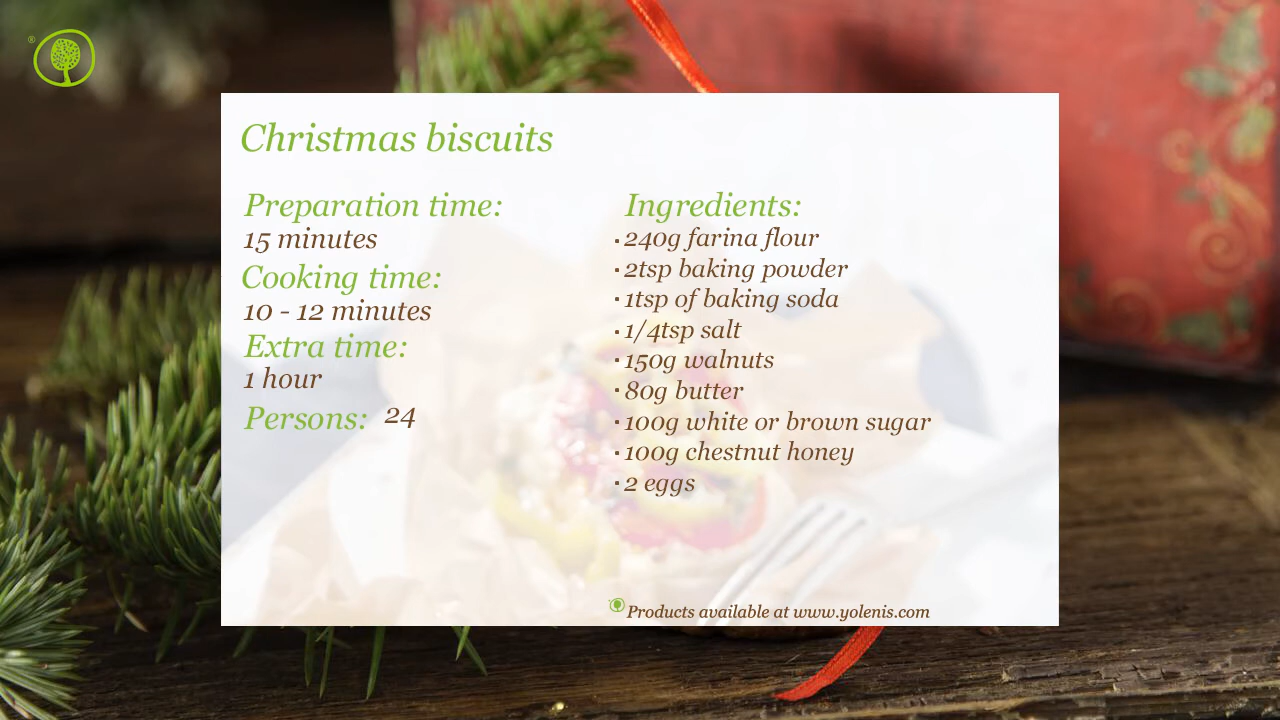 ®
Christmas biscuits
Preparation time:
15 minutes
Cooking time:
10 - 12 minutes
Extra time:
1 hour
Persons: 24
Ingredients:
· 240g farina flour
· 2tsp baking powder
· 1tsp of baking soda
· 1/4tsp salt
· 150g walnuts
· 80g butter
· 100g white or brown sugar
· 100g chestnut honey
· 2 eggs
Products available at www.yolenis.com